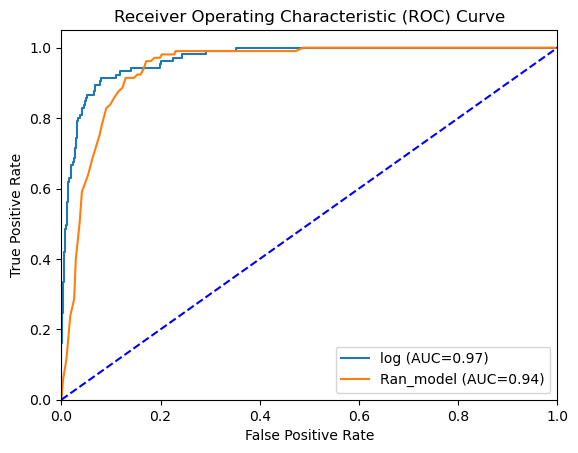 Receiver Operating Characteristic (ROC) Curve
1.0
0.8
0.6
0.4
0.2
0.0
True Positive Rate
log (AUC=0.97)
Ran_model (AUC=0.94)
0.0 0.2 0.4 0.6 0.8 1.0
False Positive Rate